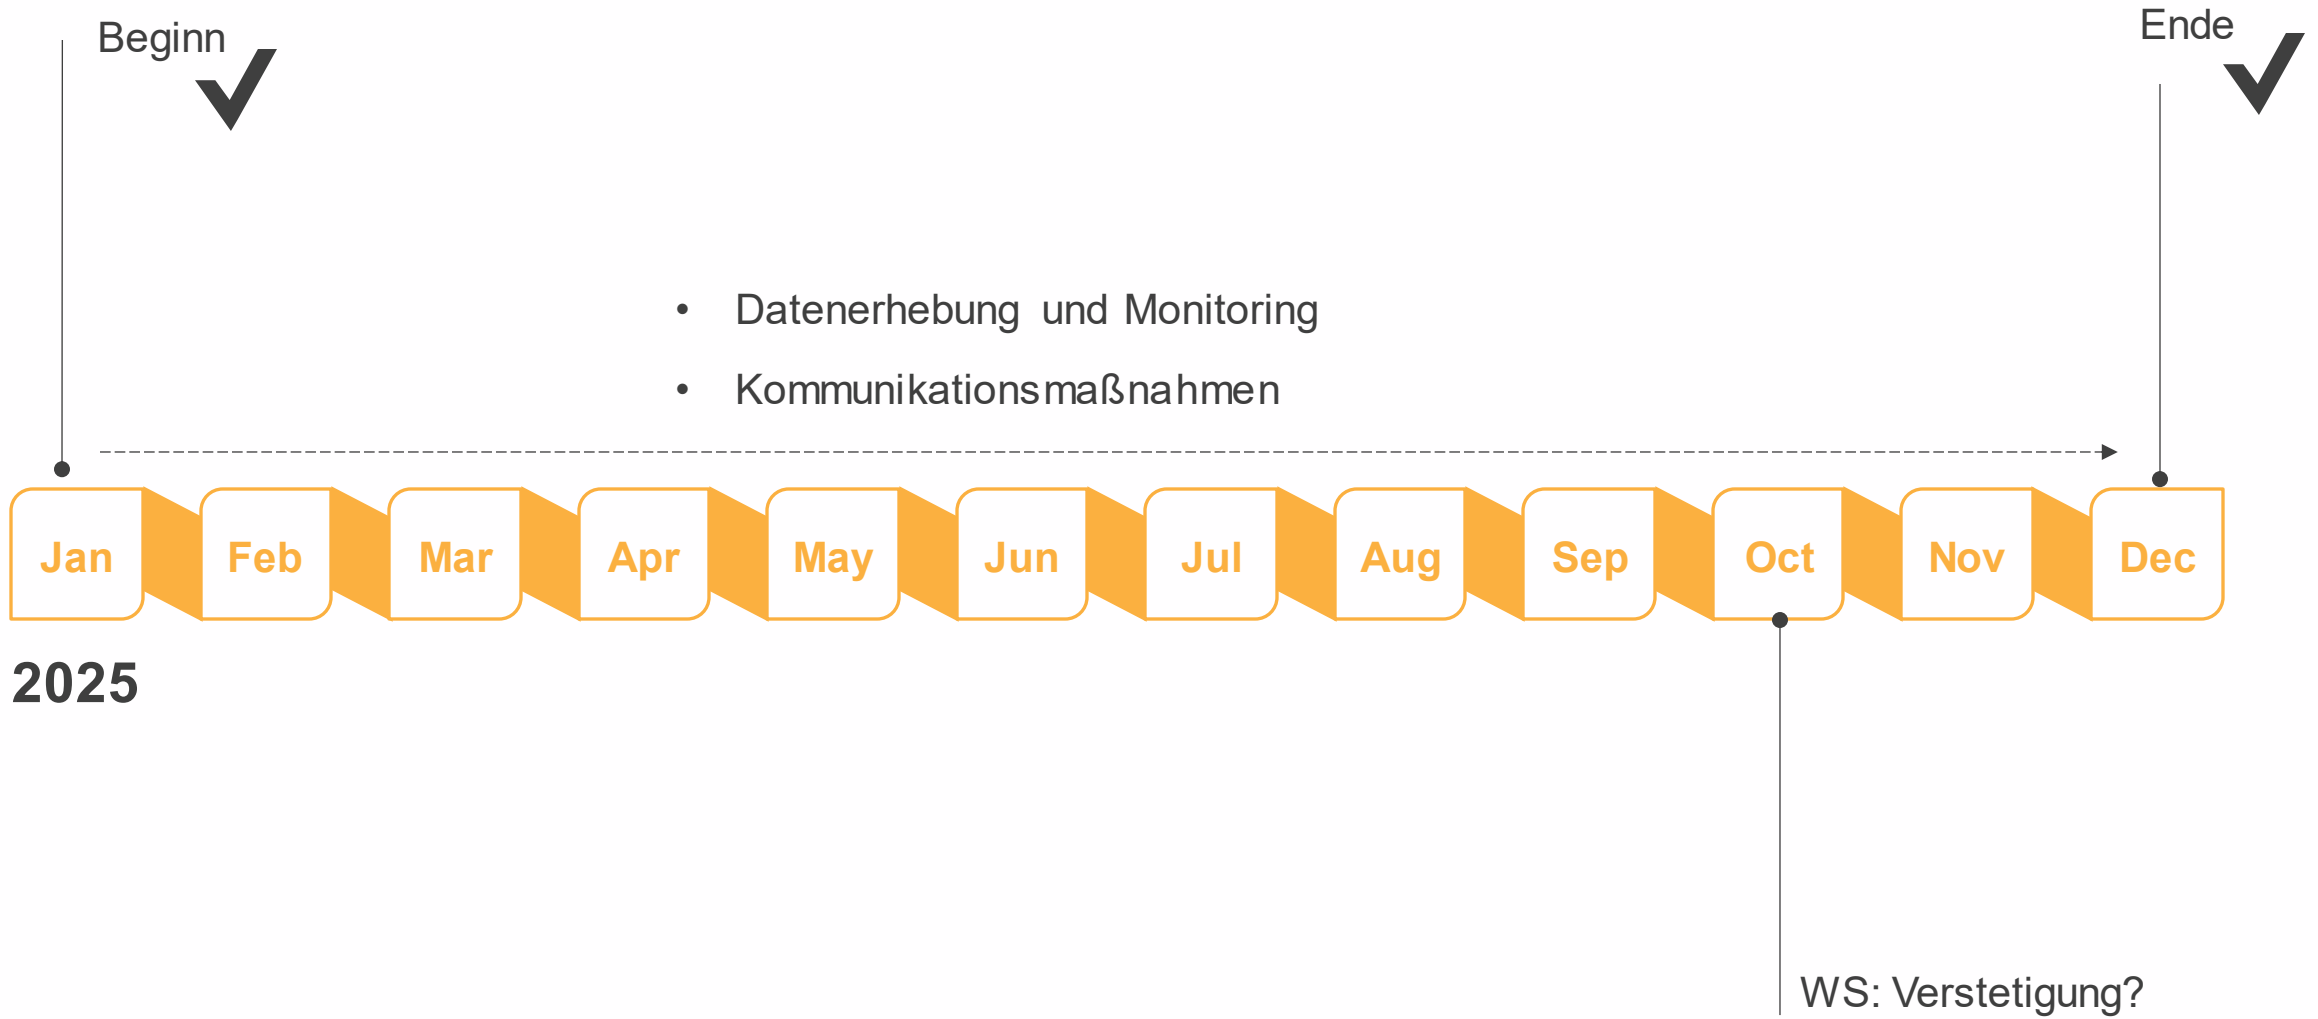 Beginn
Ende
• Datenerhebung und Monitoring
• Kommunikationsmaßnahmen
Jan Feb Mar Apr May Jun Jul Aug Sep Oct Nov Dec
2025
WS: Verstetigung?